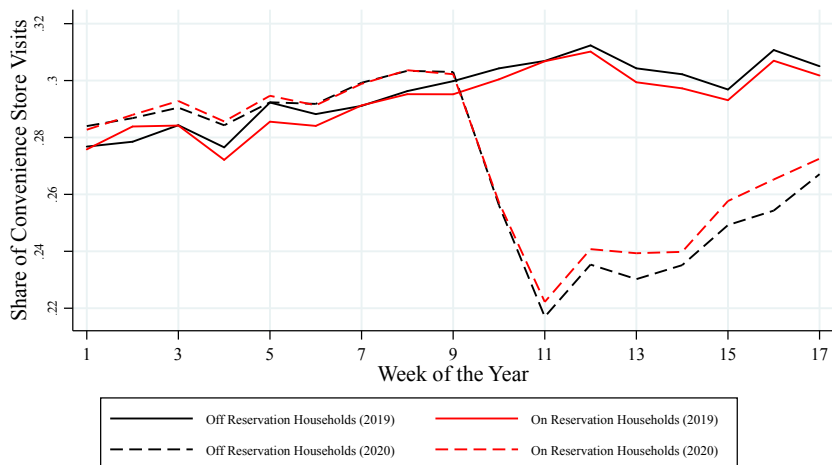 Share of Convenience Store Visits
.32
.3
.28
.26
.24
.22
1 3 5 7 9 11 13 15 17
Week of the Year
Off Reservation Households (2019) On Reservation Households (2019)
Off Reservation Households (2020) On Reservation Households (2020)